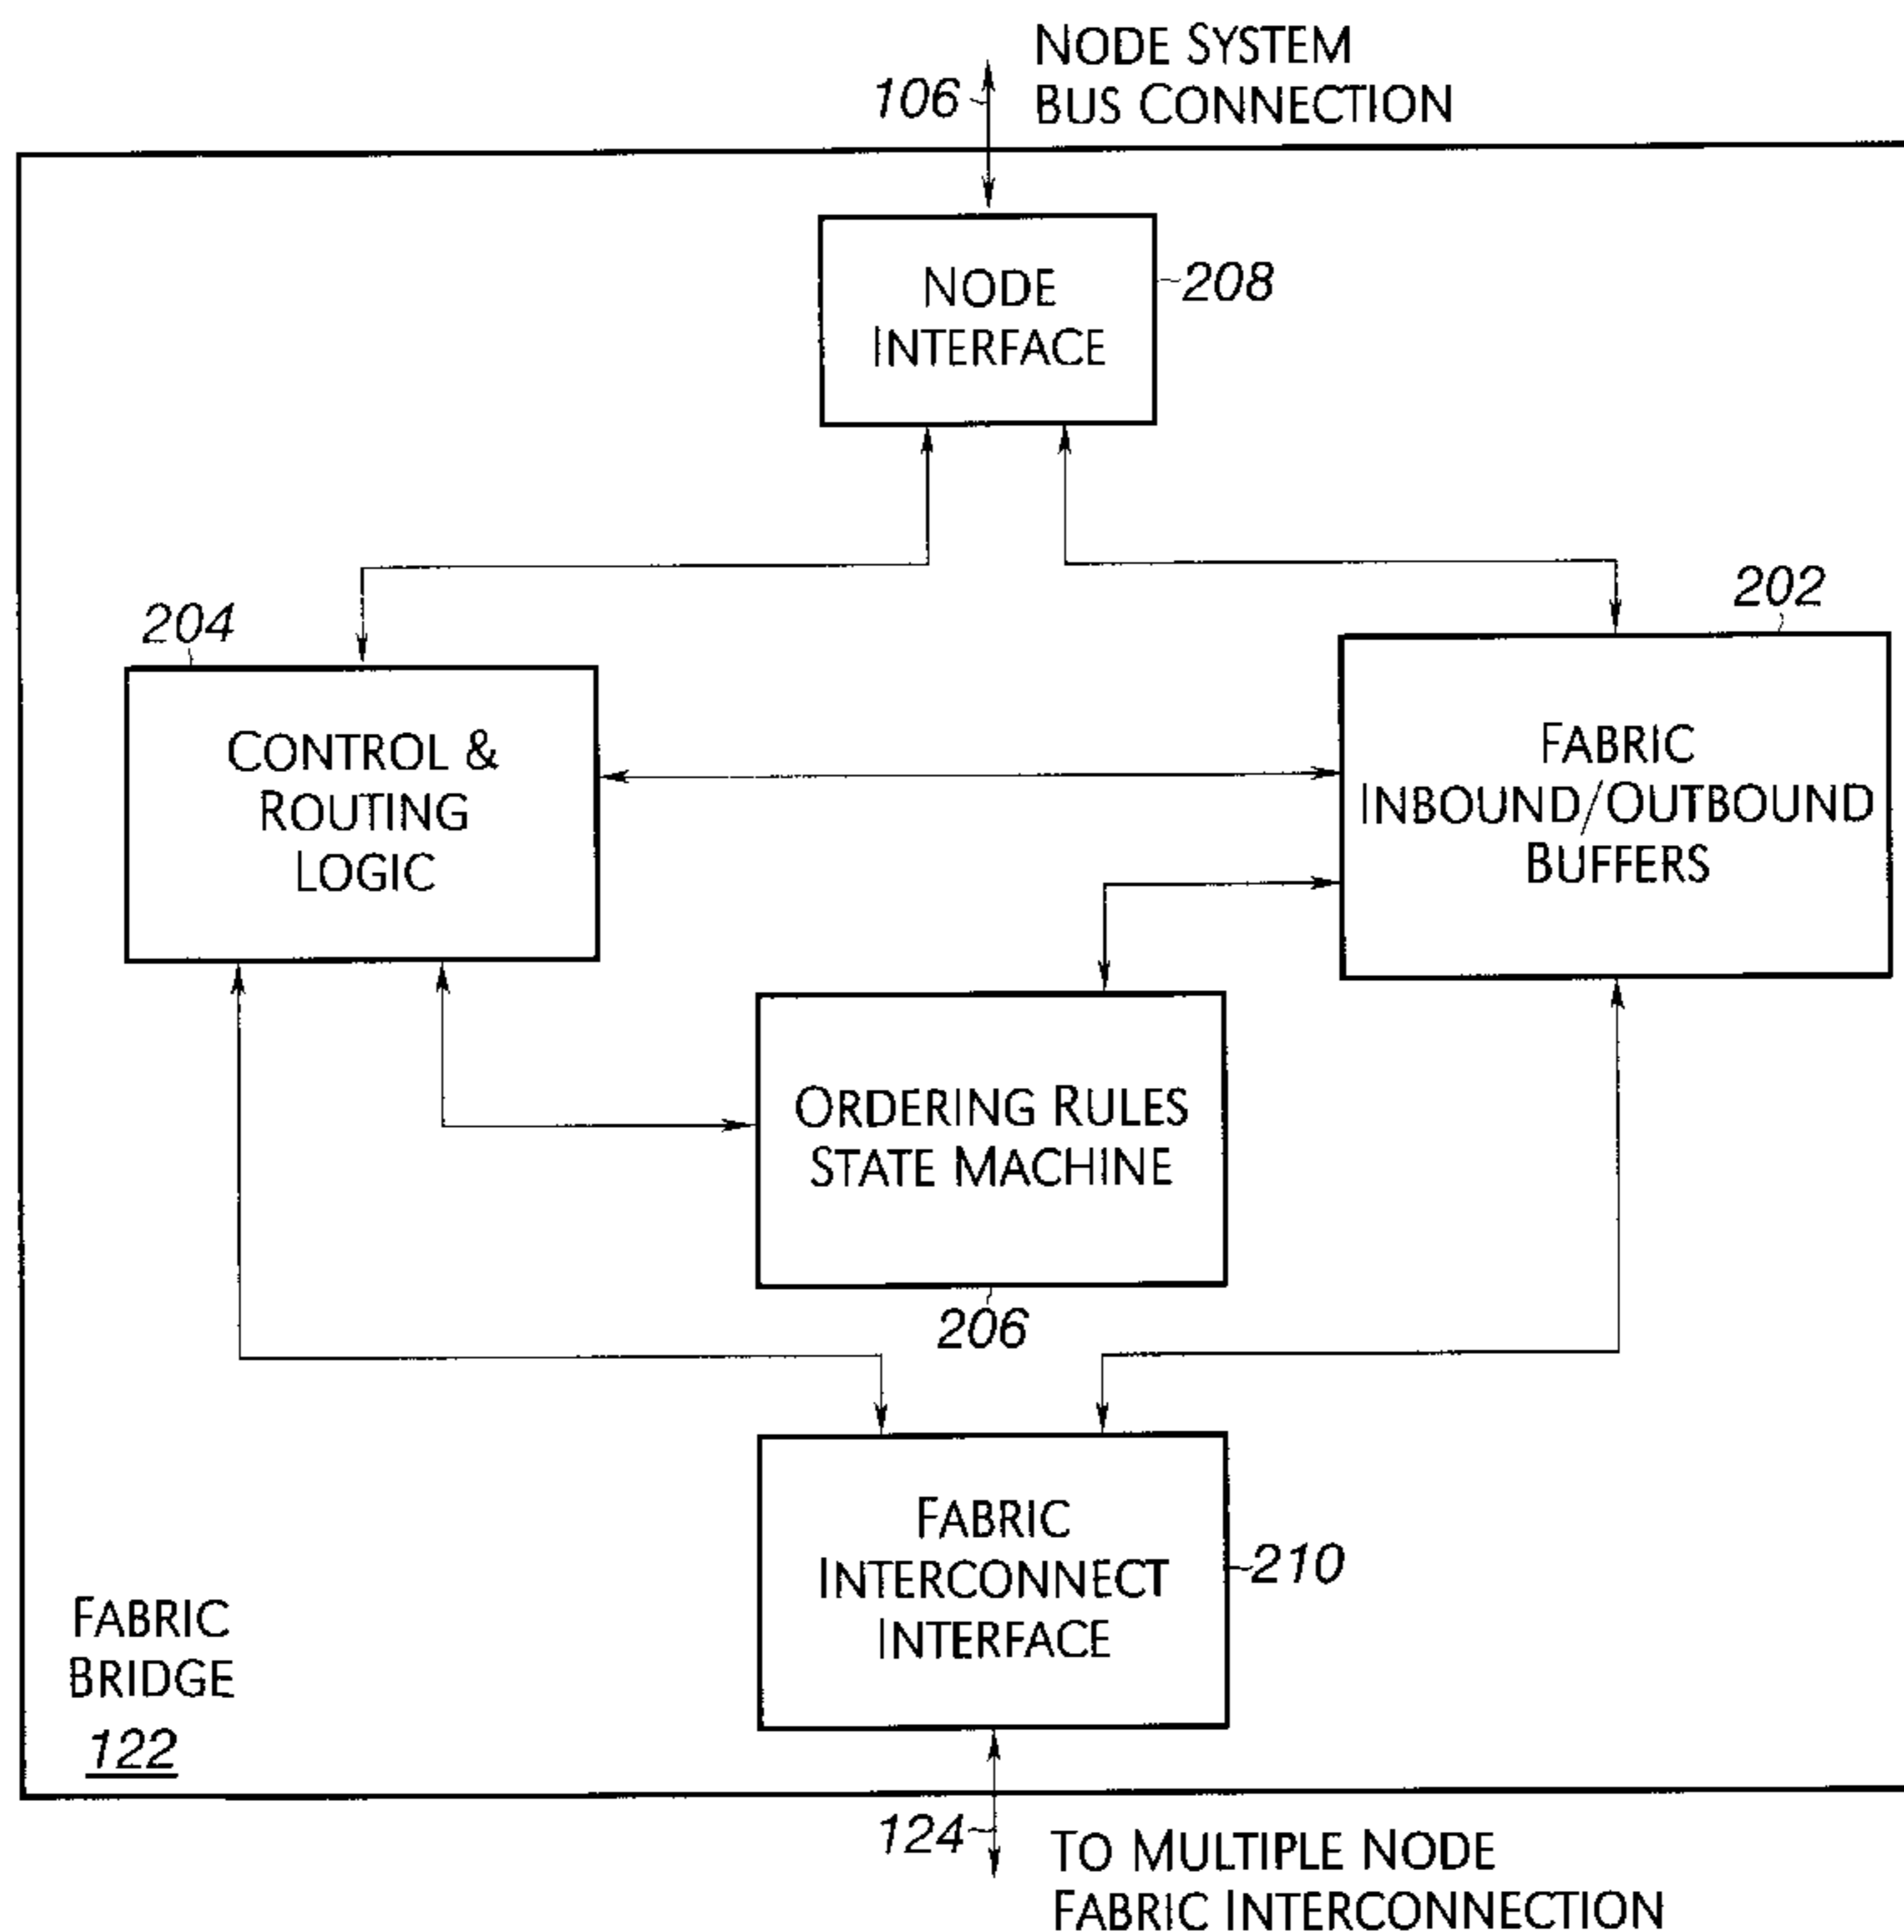 NODE SYSTEM
BUS CONNECTION
106
NODE
INTERFACE
208
204
202
CONTROL &
ROUTING
LOGIC
FABRIC
INBOUND/OUTBOUND
BUFFERS
ORDERING RULES
STATE MACHINE
206
FABRIC
INTERCONNECT
INTERFACE
210
FABRIC
BRIDGE
122
124
TO MULTIPLE NODE
FABRIC INTERCONNECTION